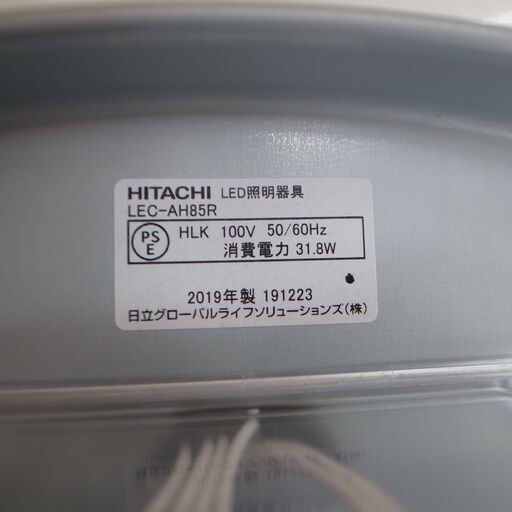 HITACHI LED照明器具
LEC-AH85R
PS
E
HLK 100V 50/60Hz
消費電力 31.8W
2019年製 191223
日立グローバルライフソリューションズ(株)